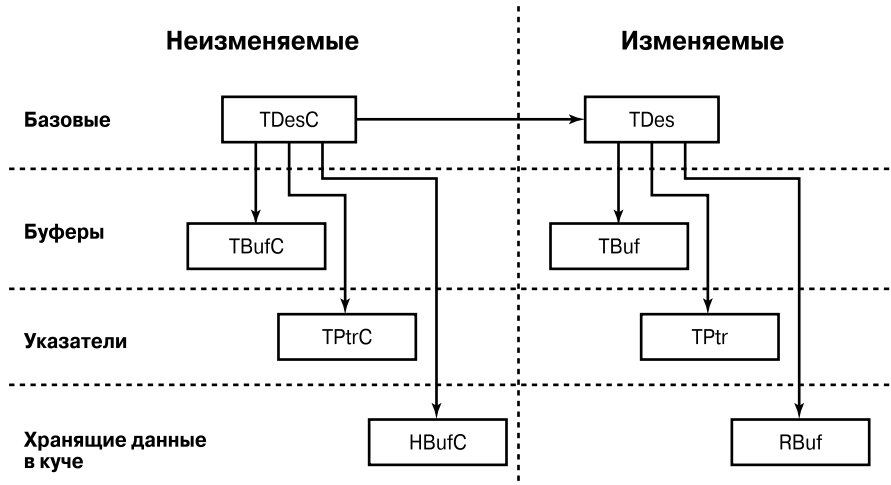 Неизменяемые
Изменяемые
Базовые
TDesC
TDes
Буферы
TBufC
TBuf
Указатели
TPtrC
TPtr
Хранящие данные
в куче
HBufC
RBuf